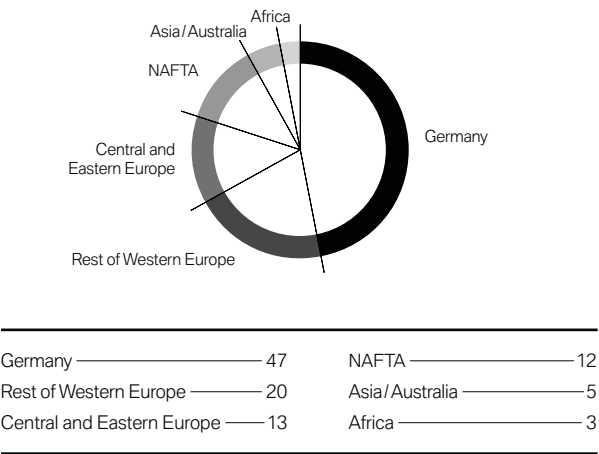 Africa
Asia/Australia
NAFTA
Germany
Central and
Eastern Europe
Rest of Western Europe
Germany 47
Rest of Western Europe 20
Central and Eastern Europe 13
NAFTA 12
Asia/Australia 5
Africa 3